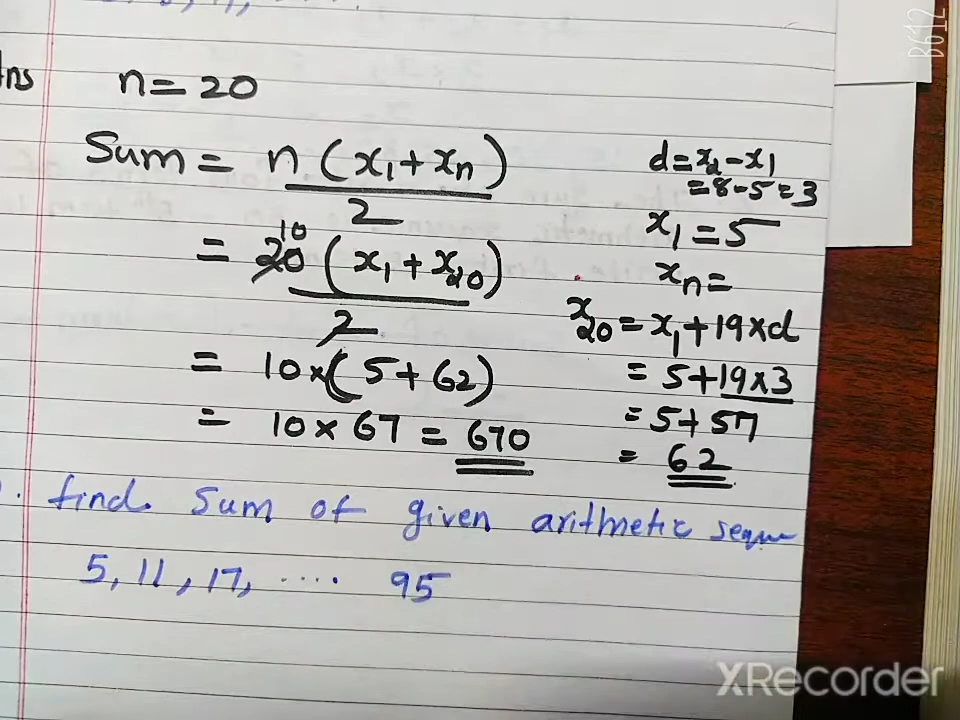 Ans n = 20
Sum = n (x₁ + xₙ)
2
= 20 10 (x₁ + x₂₀)
2
= 10 × (5 + 62)
= 10 × 67 = 670
d = x₂ - x₁
= 8 - 5 = 3
x₁ = 5
xₙ =
x₂₀ = x₁ + 19 × d
= 5 + 19 × 3
= 5 + 57
= 62
find. Sum of given arithmetic
5, 11, 17, .... 95
B612
XRecorder